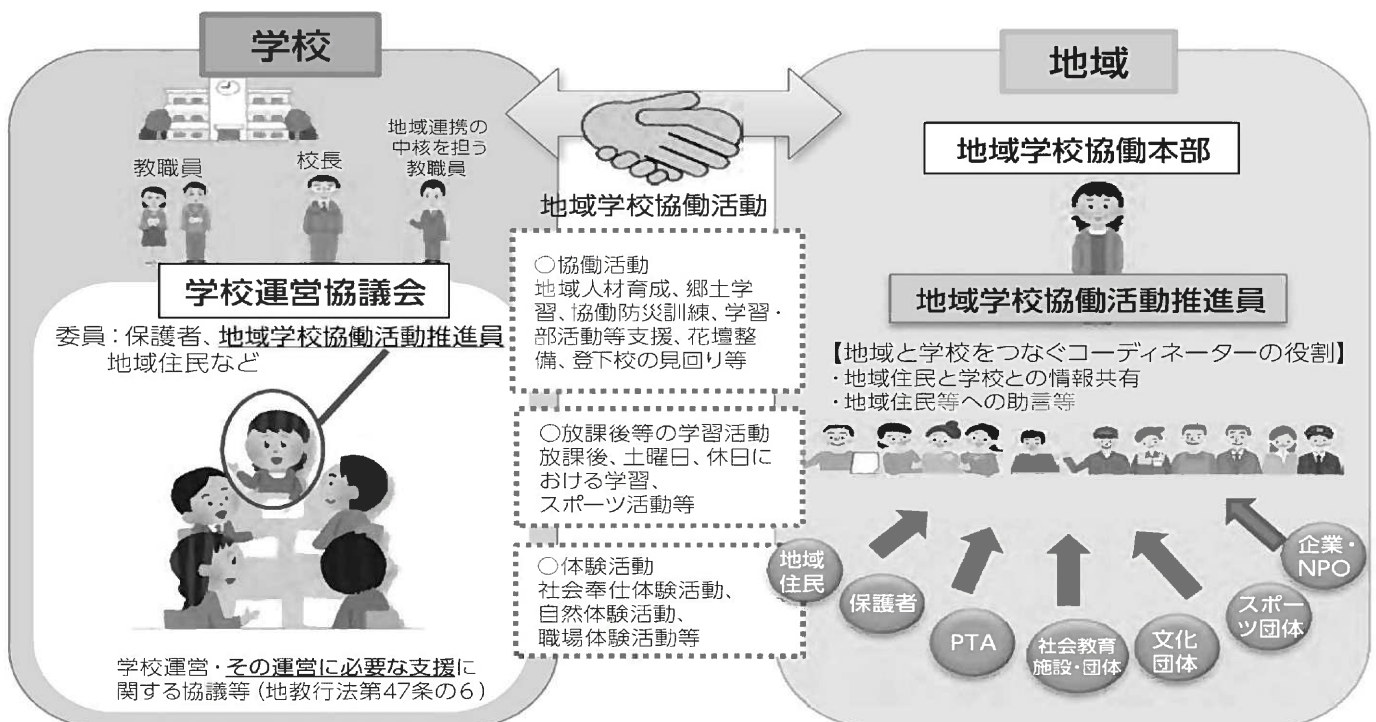 学校
地域連携の
中核を担う
教職員
教職員
校長
学校運営協議会
委員：保護者、地域学校協働活動推進員
地域住民など
学校運営・その運営に必要な支援に
関する協議等（地教行法第47条の6）
地域学校協働活動
○協働活動
地域人材育成、郷土学
習、協働防災訓練、学習・
部活動等支援、花壇整
備、登下校の見回り等
○放課後等の学習活動
放課後、土曜日、休日に
おける学習、
スポーツ活動等
○体験活動
社会奉仕体験活動、
自然体験活動、
職場体験活動等
地域
地域学校協働本部
地域学校協働活動推進員
【地域と学校をつなぐコーディネーターの役割】
・地域住民と学校との情報共有
・地域住民等への助言等
地域
住民
保護者
PTA
社会教育
施設・団体
文化
団体
スポー
ツ団体
企業・
NPO